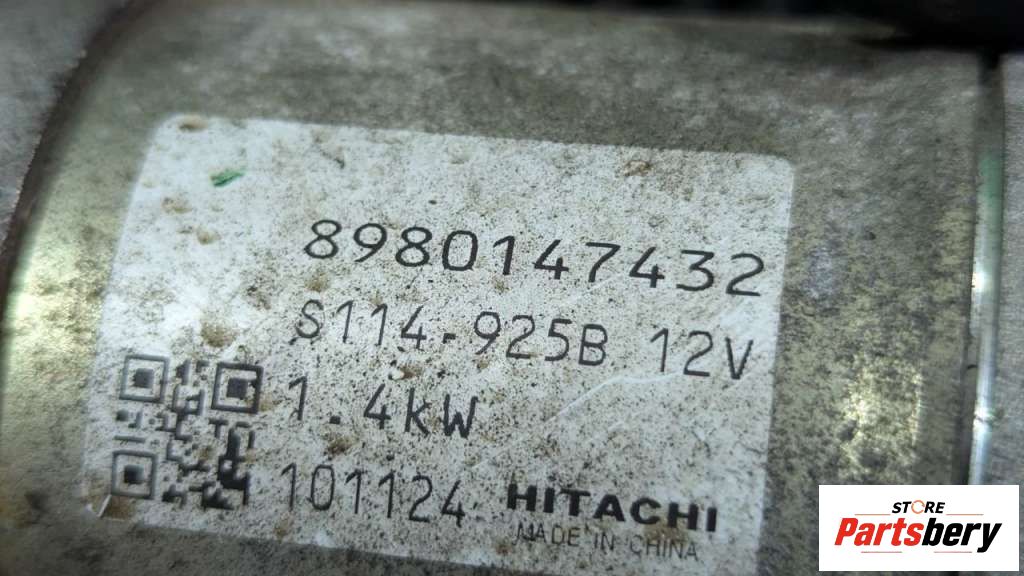 8980147432
S114-925B 12V
1.4kW
101124 HITACHI
MADE IN CHINA
STORE
Partsbery